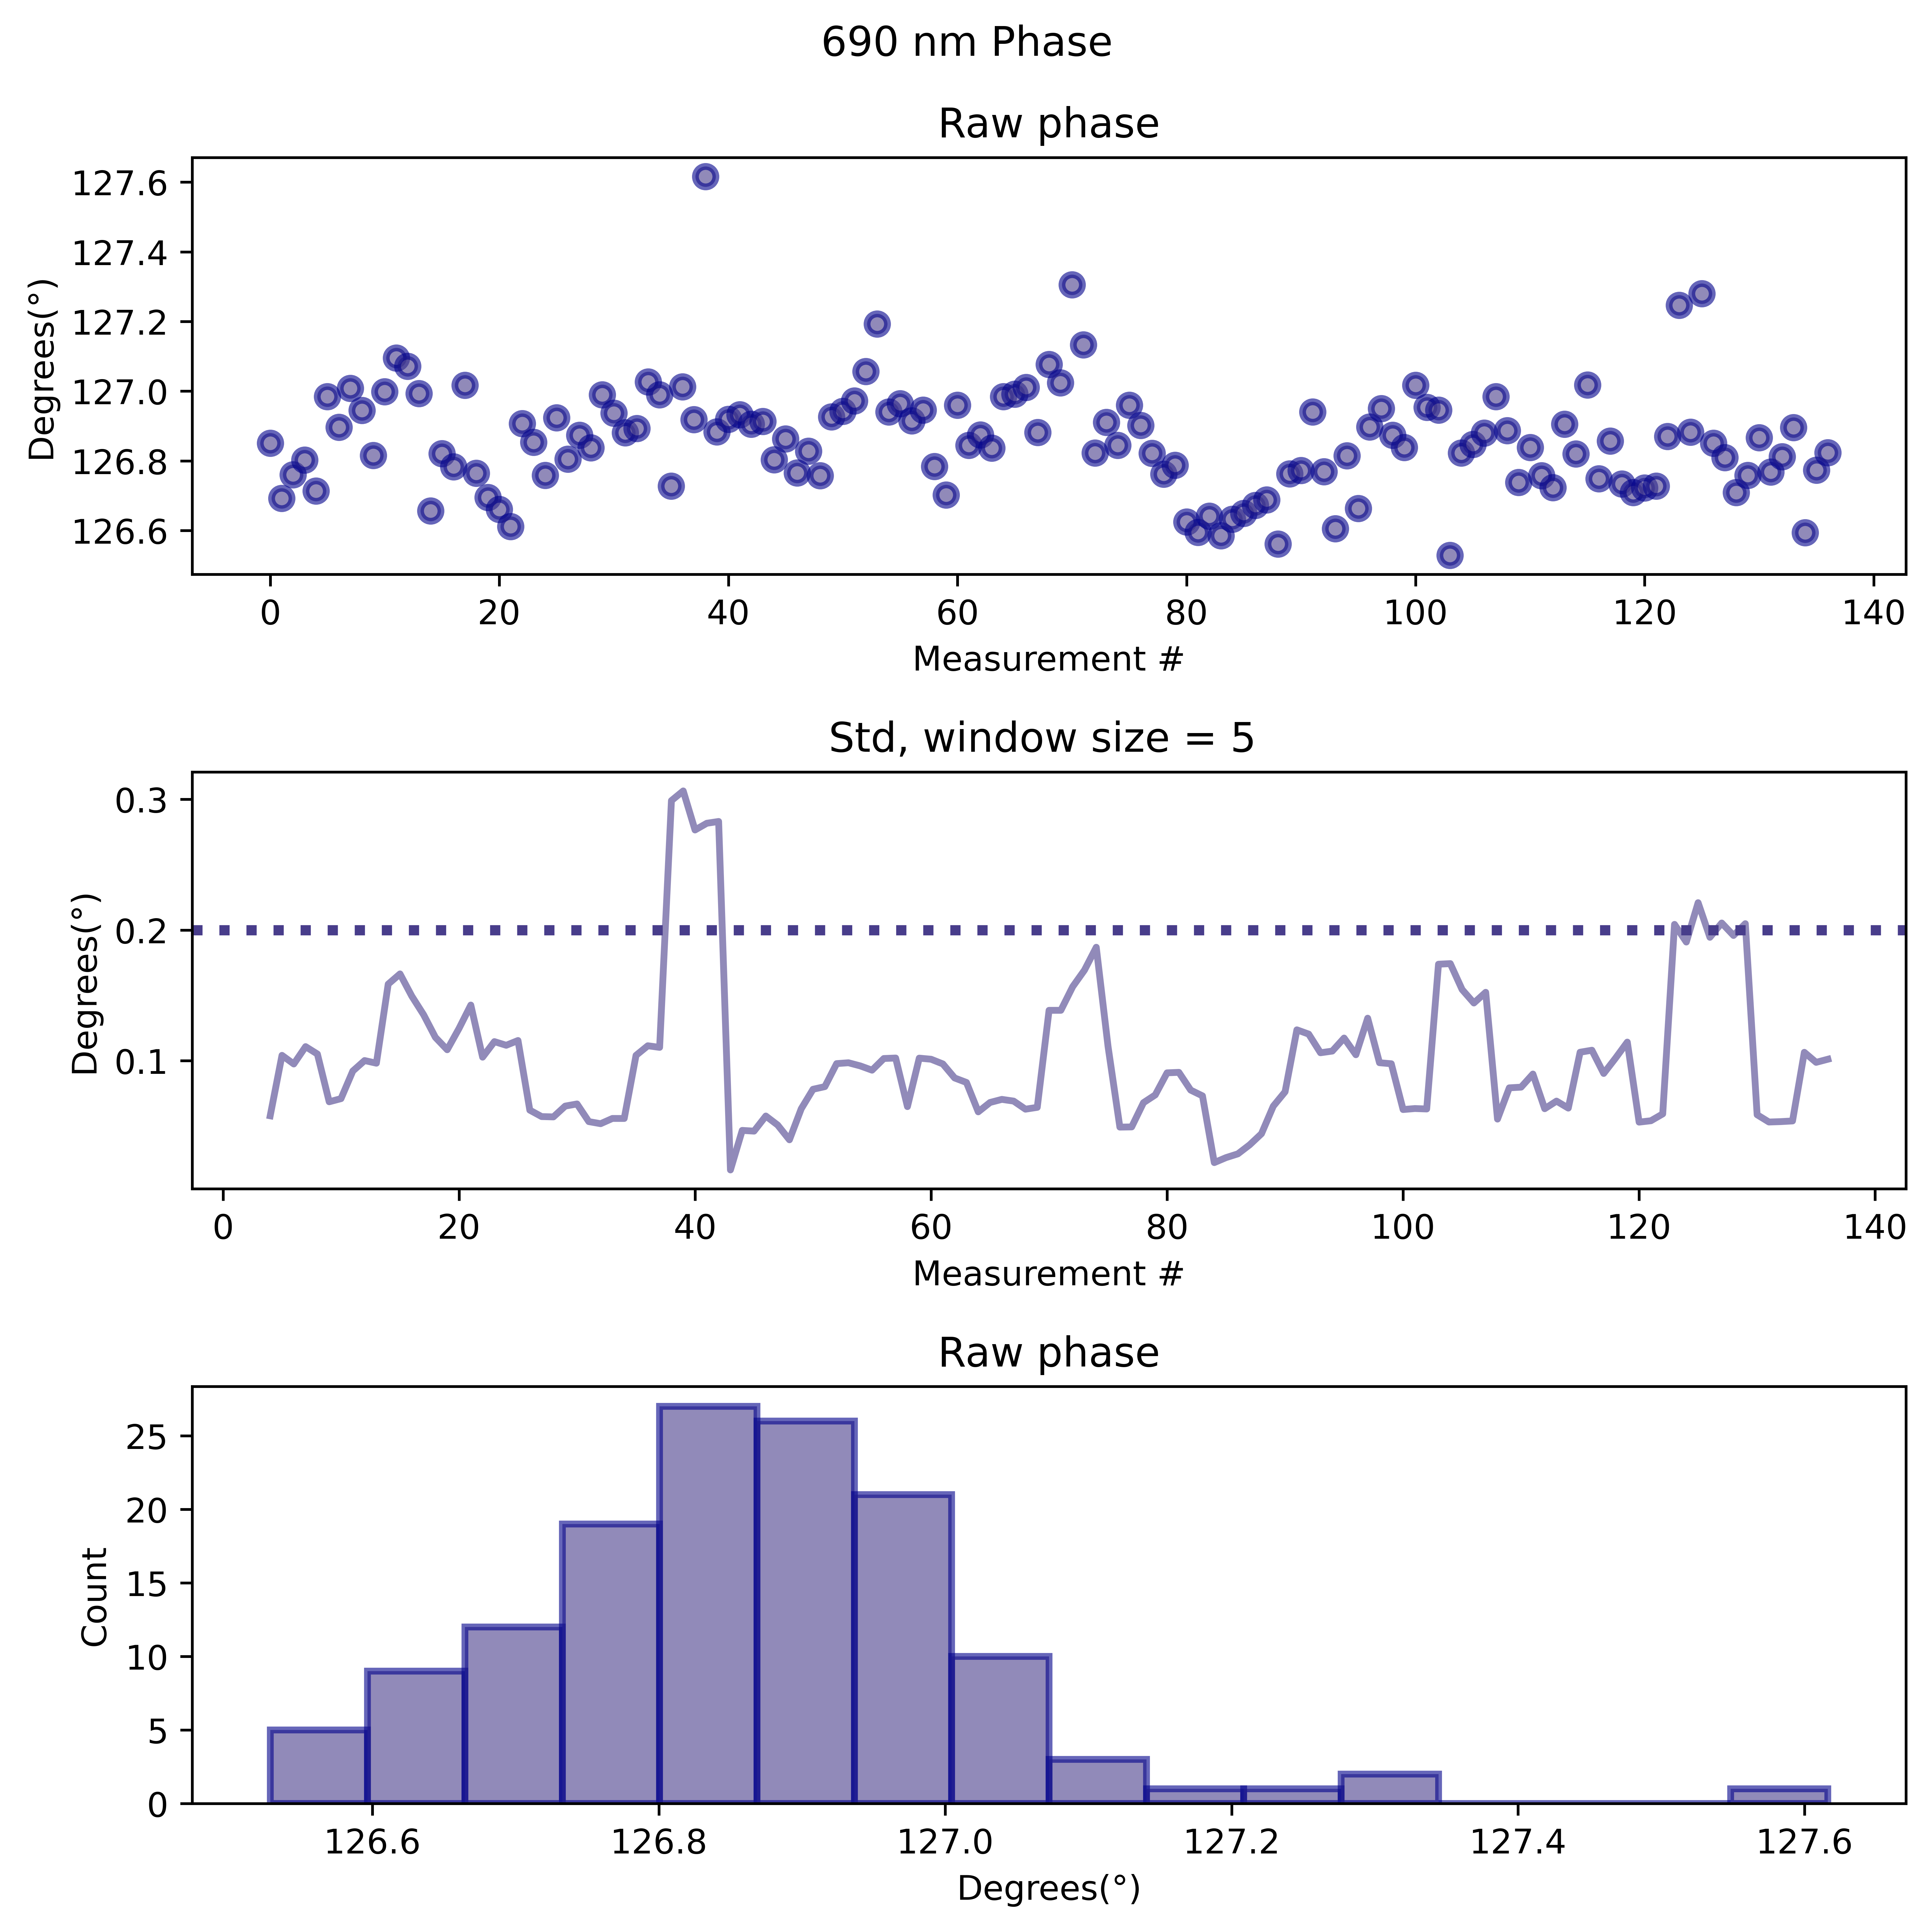 690 nm Phase
Raw phase
Degrees(°)
127.6
127.4
127.2
127.0
126.8
126.6
0 20 40 60 80 100 120 140
Measurement #
Std, window size = 5
Degrees(°)
0.3
0.2
0.1
0 20 40 60 80 100 120 140
Measurement #
Raw phase
Count
25
20
15
10
5
0
126.6 126.8 127.0 127.2 127.4 127.6
Degrees(°)